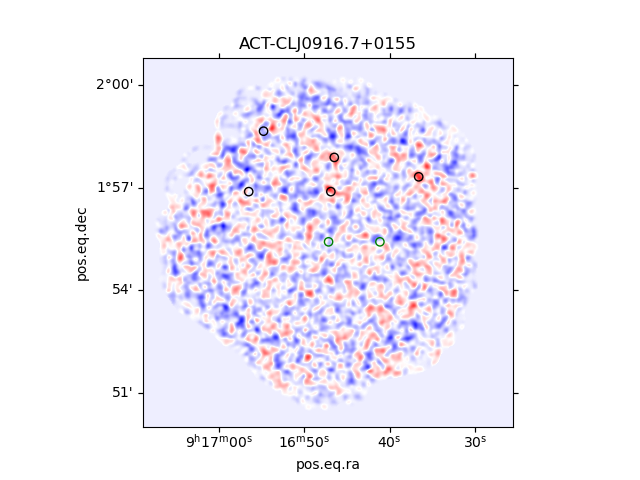 ACT-CLJ0916.7+0155
2°00'
1°57'
54'
51'
pos.eq.dec
9ʰ17ᵐ00ˢ 16ᵐ50ˢ 40ˢ 30ˢ
pos.eq.ra